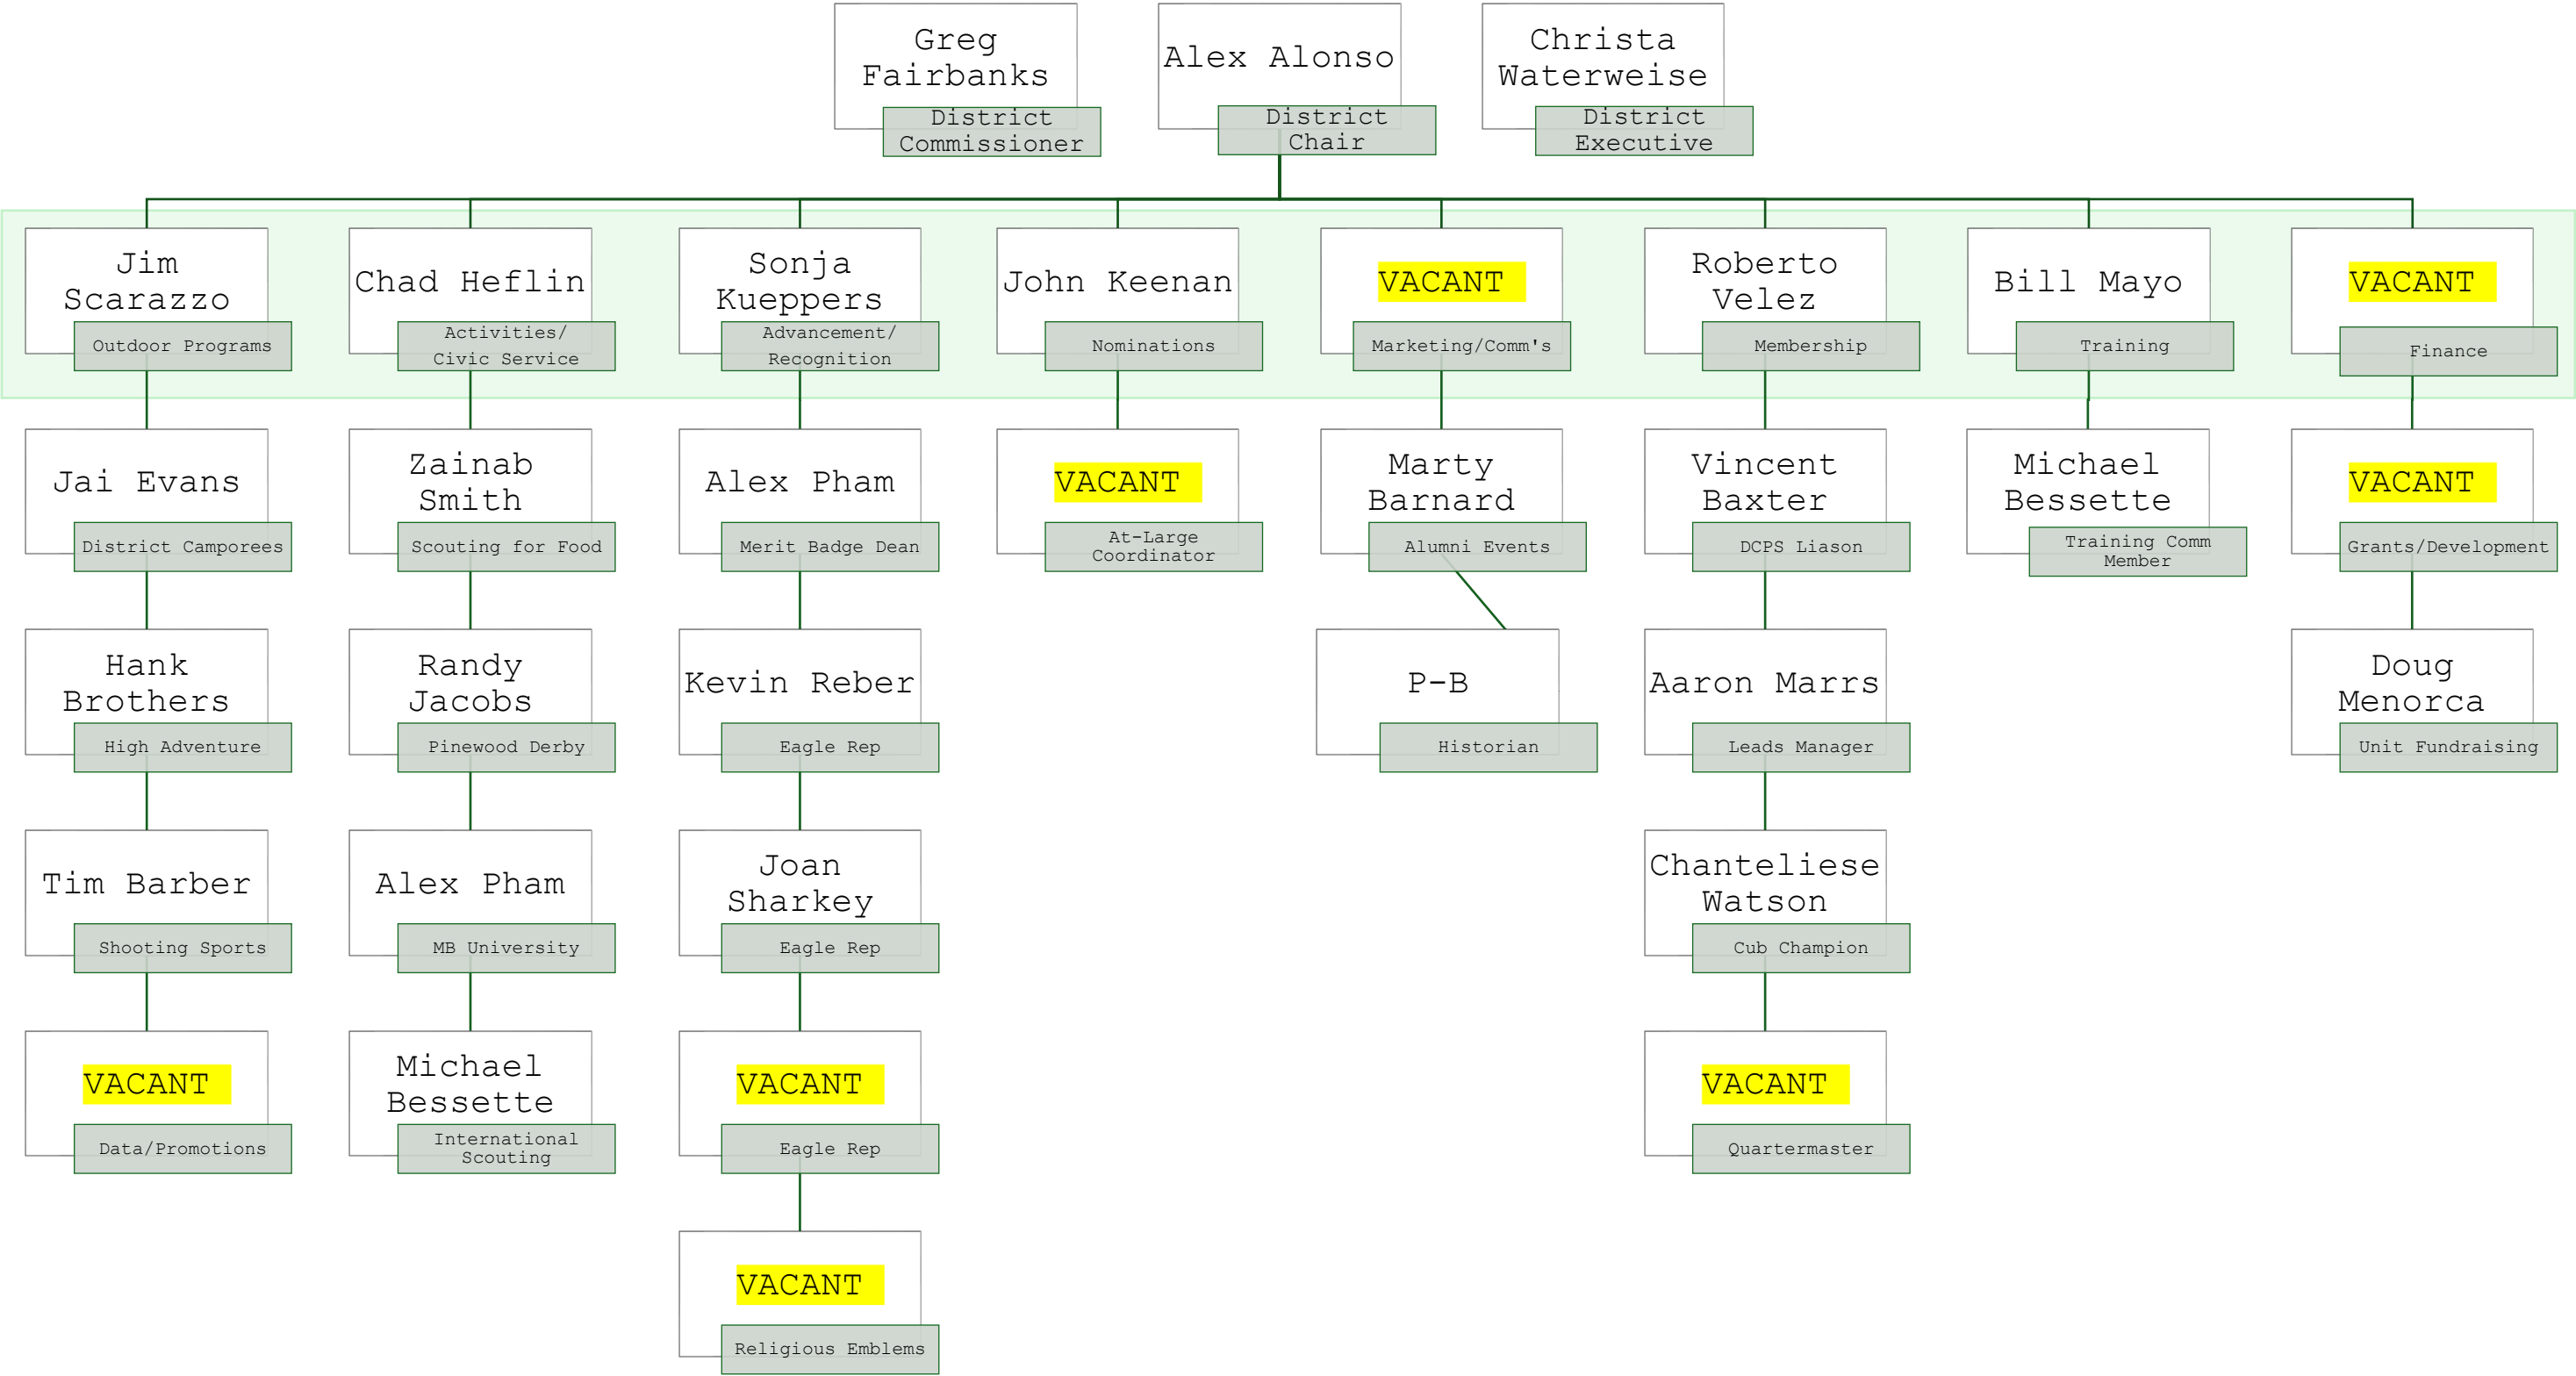 Greg
Fairbanks
District
Commissioner
Alex Alonso
District
Chair
Christa
Waterweise
District
Executive
Jim
Scarazzo
Outdoor Programs
Chad Heflin
Activities/
Civic Service
Sonja
Kueppers
Advancement/
Recognition
John Keenan
Nominations
VACANT
Marketing/Comm's
Roberto
Velez
Membership
Bill Mayo
Training
VACANT
Finance
Jai Evans
District Camporees
Zainab
Smith
Scouting for Food
Alex Pham
Merit Badge Dean
VACANT
At-Large
Coordinator
Marty
Barnard
Alumni Events
Vincent
Baxter
DCPS Liason
Michael
Bessette
Training Comm
Member
VACANT
Grants/Development
Hank
Brothers
High Adventure
Randy
Jacobs
Pinewood Derby
Kevin Reber
Eagle Rep
P-B
Historian
Aaron Marrs
Leads Manager
Doug
Menorca
Unit Fundraising
Tim Barber
Shooting Sports
Alex Pham
MB University
Joan
Sharkey
Eagle Rep
Chanteliese
Watson
Cub Champion
VACANT
Data/Promotions
Michael
Bessette
International
Scouting
VACANT
Eagle Rep
VACANT
Quartermaster
VACANT
Religious Emblems